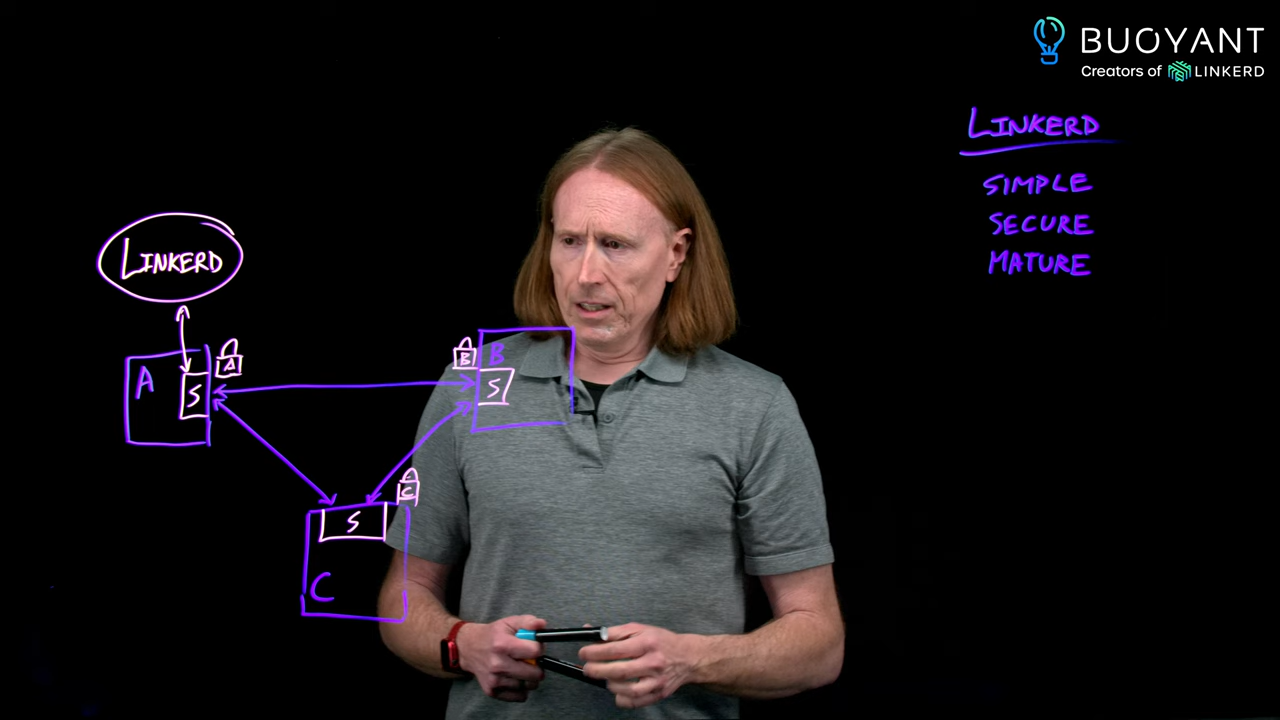 BUOYANT
Creators of LINKERD
LINKERD
SIMPLE
SECURE
MATURE
LINKERD
A
S
A
B
B
S
C
S
C